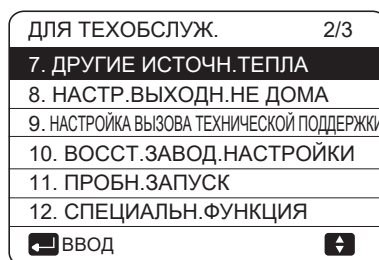 ДЛЯ ТЕХОБСЛУЖ. 2/3
7. ДРУГИЕ ИСТОЧН.ТЕПЛА
8. НАСТР.ВЫХОДН.НЕ ДОМА
9. НАСТРОЙКА ВЫЗОВА ТЕХНИЧЕСКОЙ ПОДДЕРЖКИ
10. ВОССТ.ЗАВОД.НАСТРОЙКИ
11. ПРОБН.ЗАПУСК
12. СПЕЦИАЛЬН.ФУНКЦИЯ
ВВОД